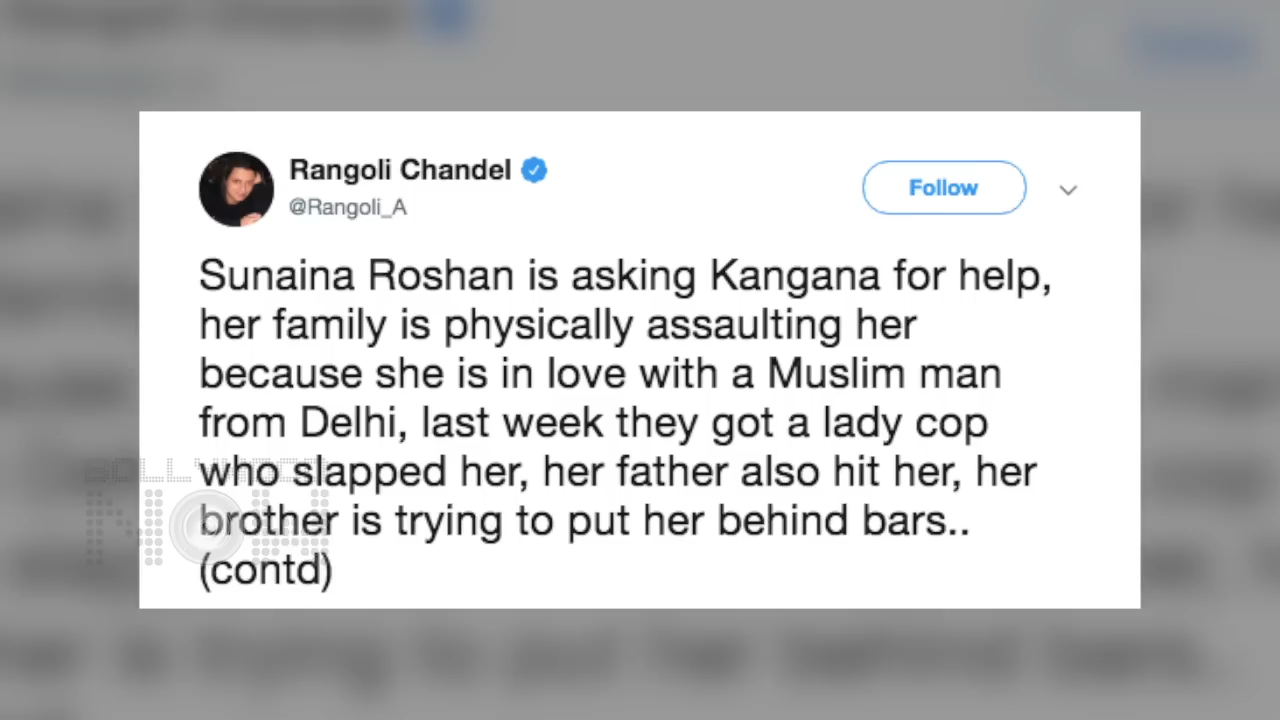 Rangoli Chandel
@Rangoli_A
Follow
Sunaina Roshan is asking Kangana for help,
her family is physically assaulting her
because she is in love with a Muslim man
from Delhi, last week they got a lady cop
who slapped her, her father also hit her, her
brother is trying to put her behind bars..
(contd)
NOW